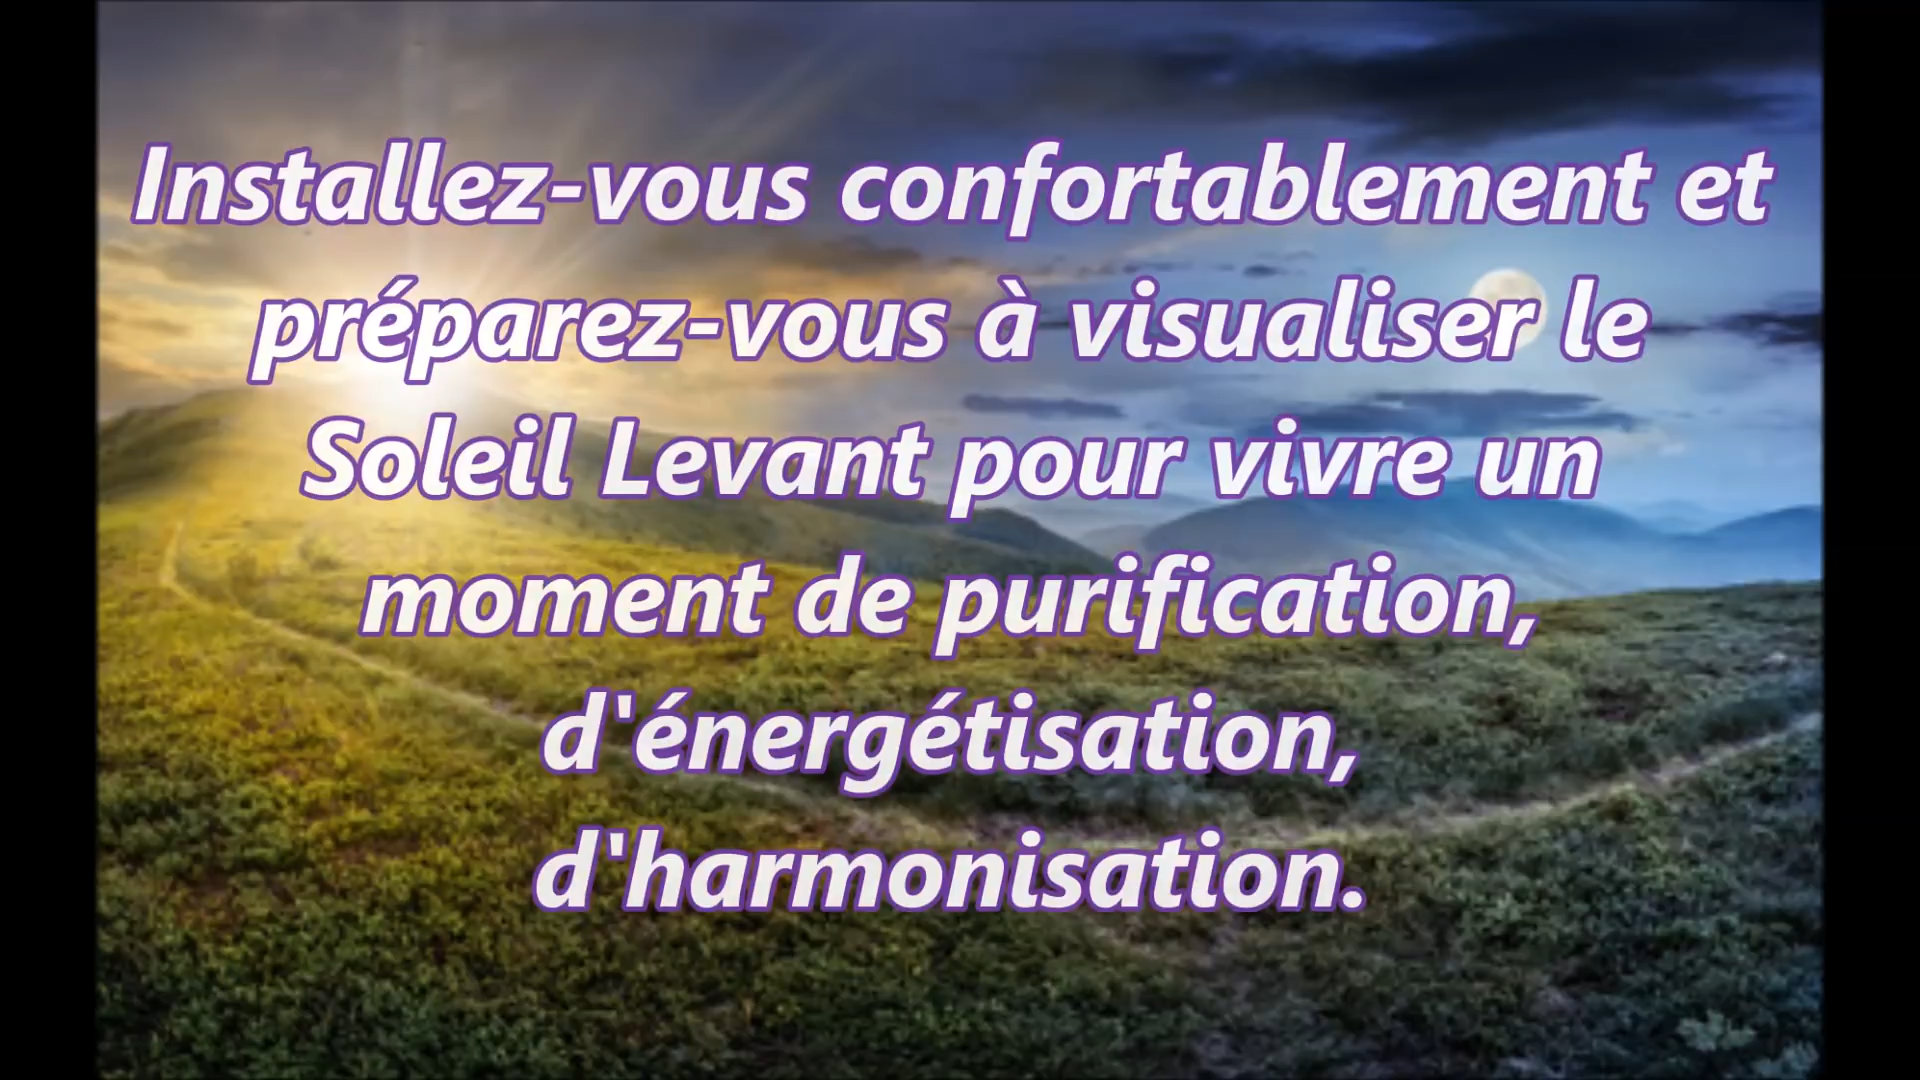 Installez-vous confortablement et
préparez-vous à visualiser le
Soleil Levant pour vivre un
moment de purification,
d'énergétisation,
d'harmonisation.